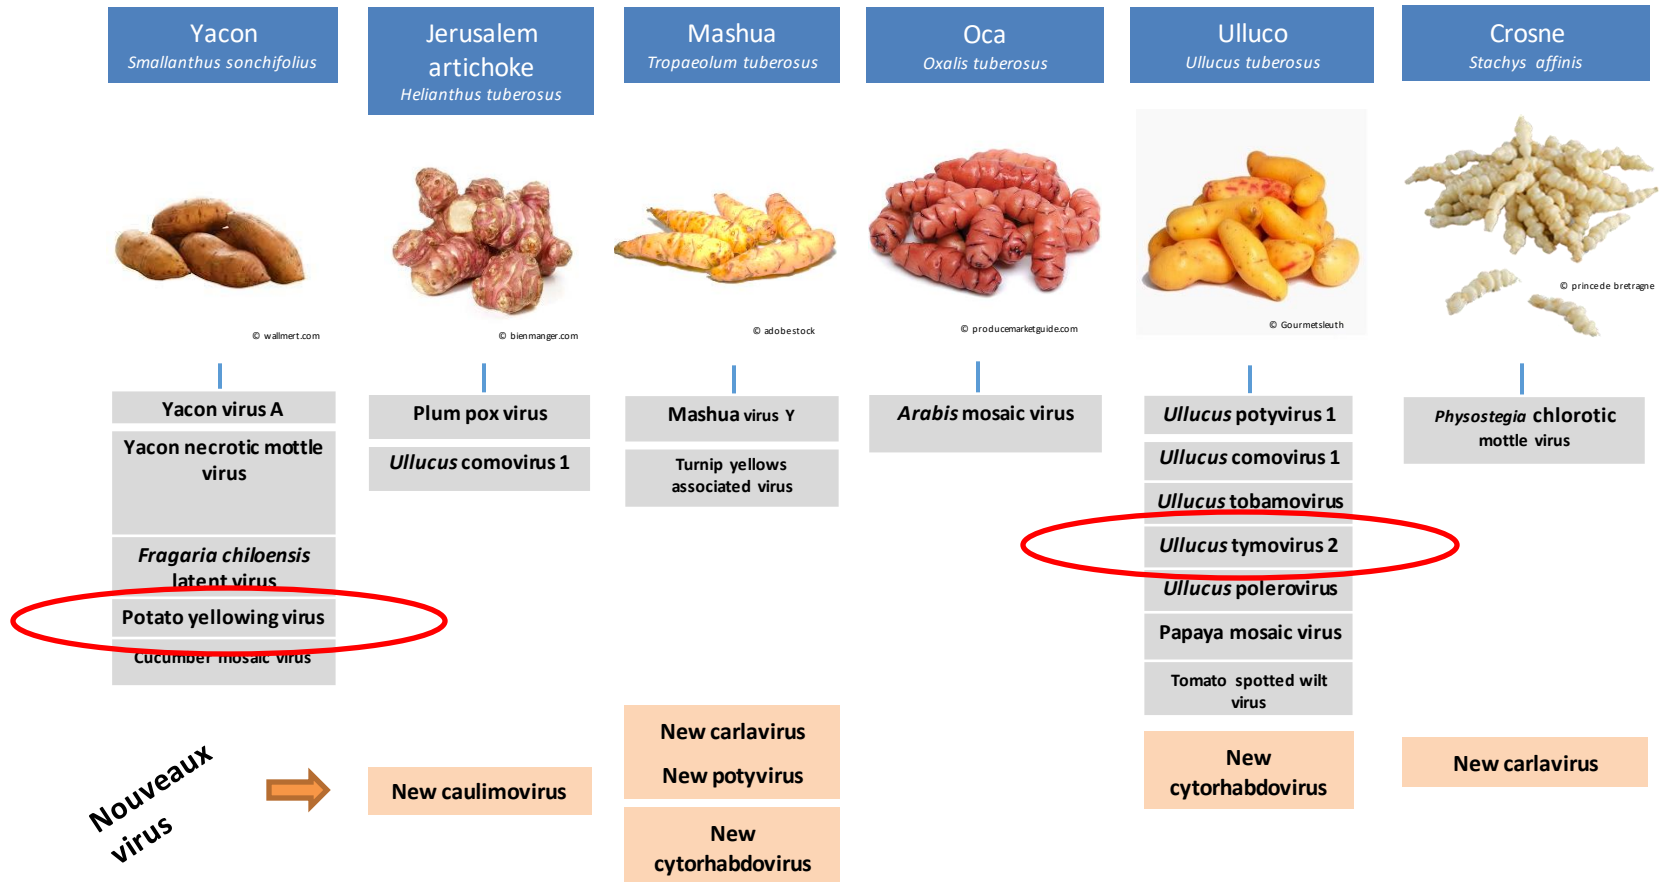 Yacon
Smallanthus sonchifolius
Jerusalem
artichoke
Helianthus tuberosus
Mashua
Tropaeolum tuberosus
Oca
Oxalis tuberosus
Ulluco
Ullucus tuberosus
Crosne
Stachys affinis
© wallmert.com
© bienmanger.com
© adobestock
© producemarketguide.com
© Gourmetsleuth
© prince de bretragne
Yacon virus A
Yacon necrotic mottle
virus
Fragaria chiloensis
latent virus
Potato yellowing virus
Cucumber mosaic virus
Plum pox virus
Ullucus comovirus 1
Mashua virus Y
Turnip yellows
associated virus
Arabis mosaic virus
Ullucus potyvirus 1
Ullucus comovirus 1
Ullucus tobamovirus
Ullucus tymovirus 2
Ullucus polerovirus
Papaya mosaic virus
Tomato spotted wilt
virus
Physostegia chlorotic
mottle virus
Nouveaux
virus
New caulimovirus
New carlavirus
New potyvirus
New
cytorhabdovirus
New
cytorhabdovirus
New carlavirus